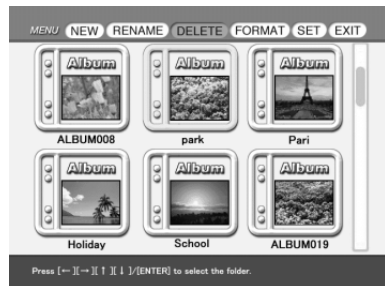 MENU NEW RENAME DELETE FORMAT SET EXIT
Album Album Album
ALBUM008 park Pari
Album Album Album
Holiday School ALBUM019
Press [←][→][↑][↓]/[ENTER] to select the folder.